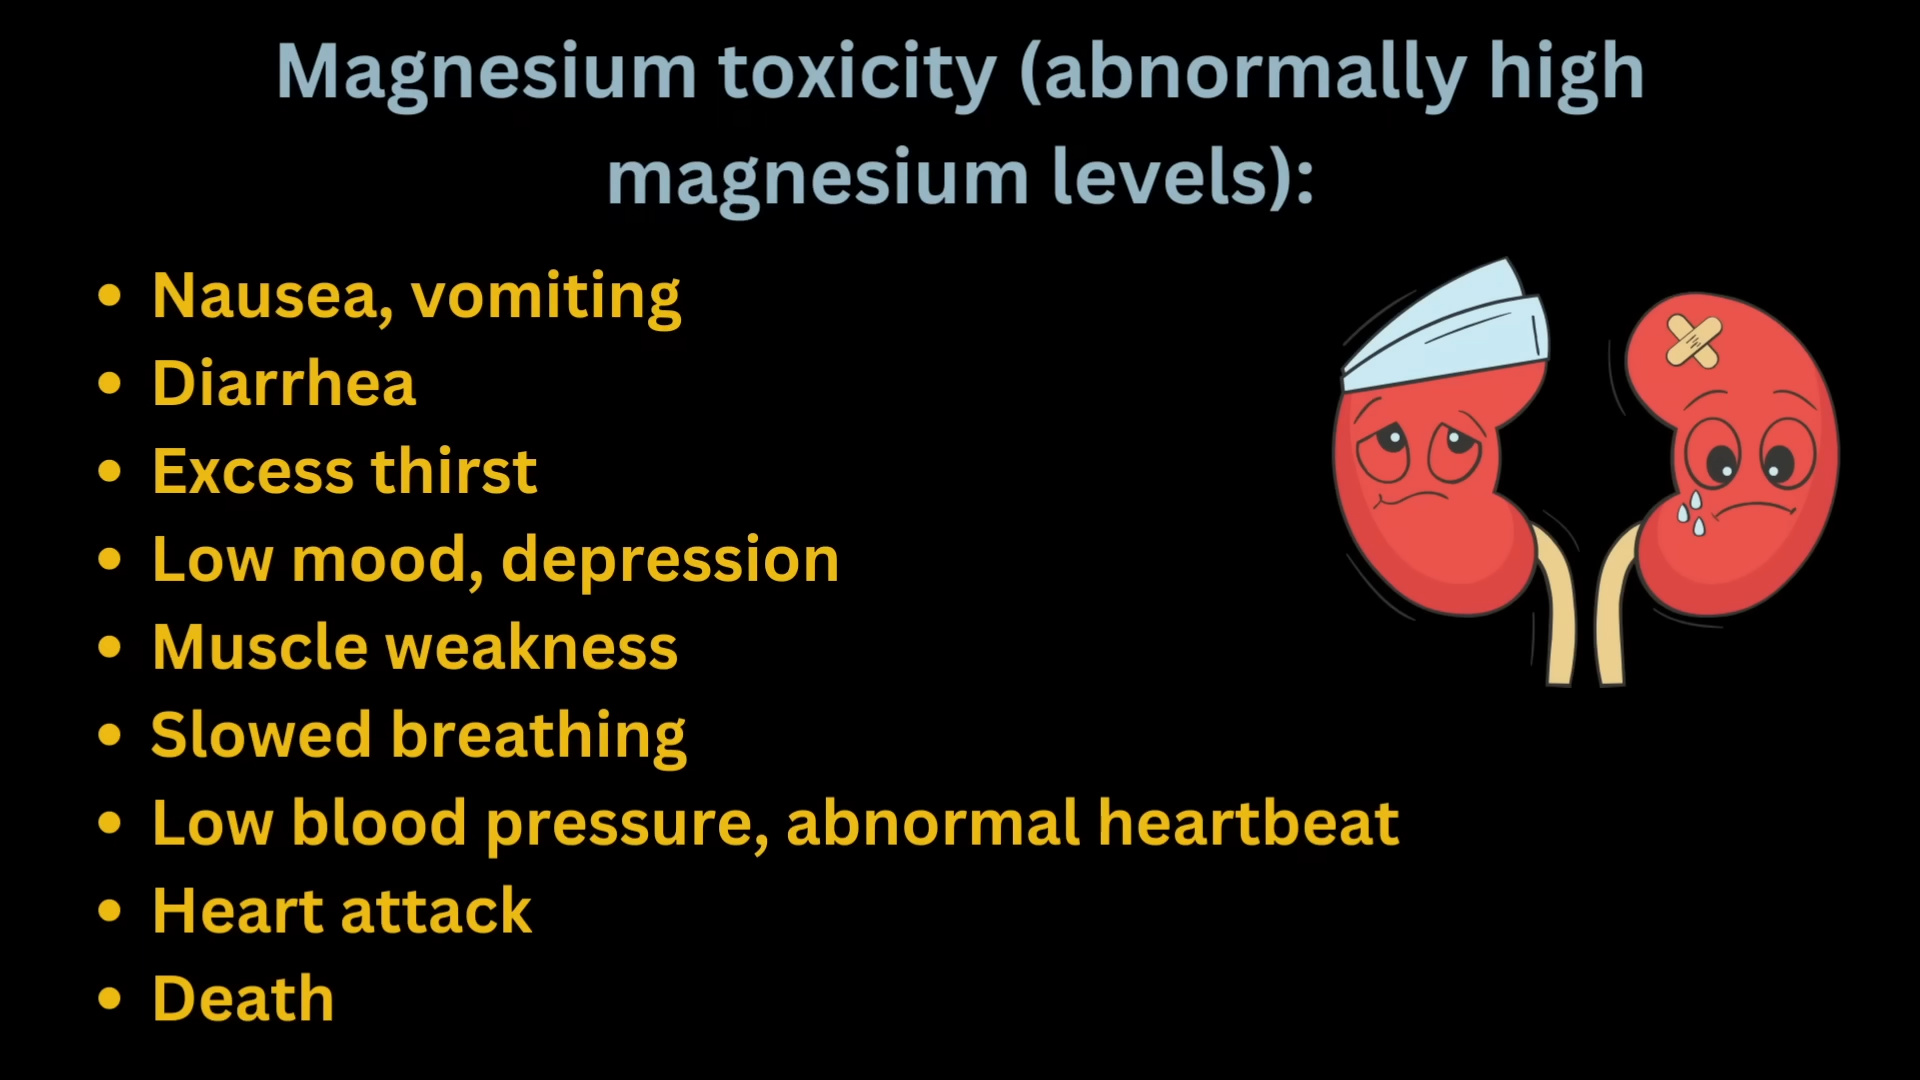 Magnesium toxicity (abnormally high
magnesium levels):
• Nausea, vomiting
• Diarrhea
• Excess thirst
• Low mood, depression
• Muscle weakness
• Slowed breathing
• Low blood pressure, abnormal heartbeat
• Heart attack
• Death